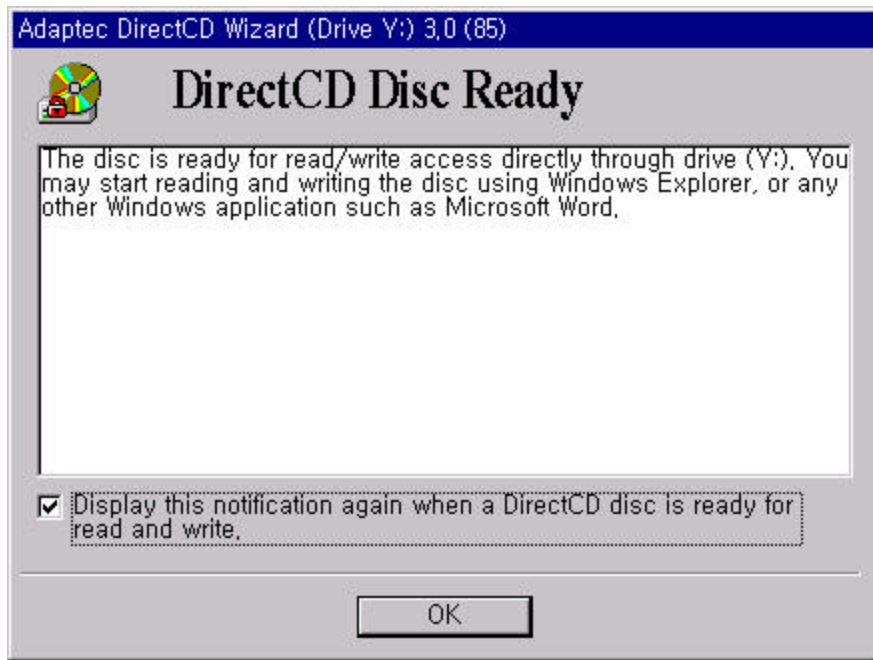 Adaptec DirectCD Wizard (Drive Y:) 3.0 (85)
DirectCD Disc Ready
The disc is ready for read/write access directly through drive (Y:). You
may start reading and writing the disc using Windows Explorer, or any
other Windows application such as Microsoft Word.
Display this notification again when a DirectCD disc is ready for
read and write.
OK